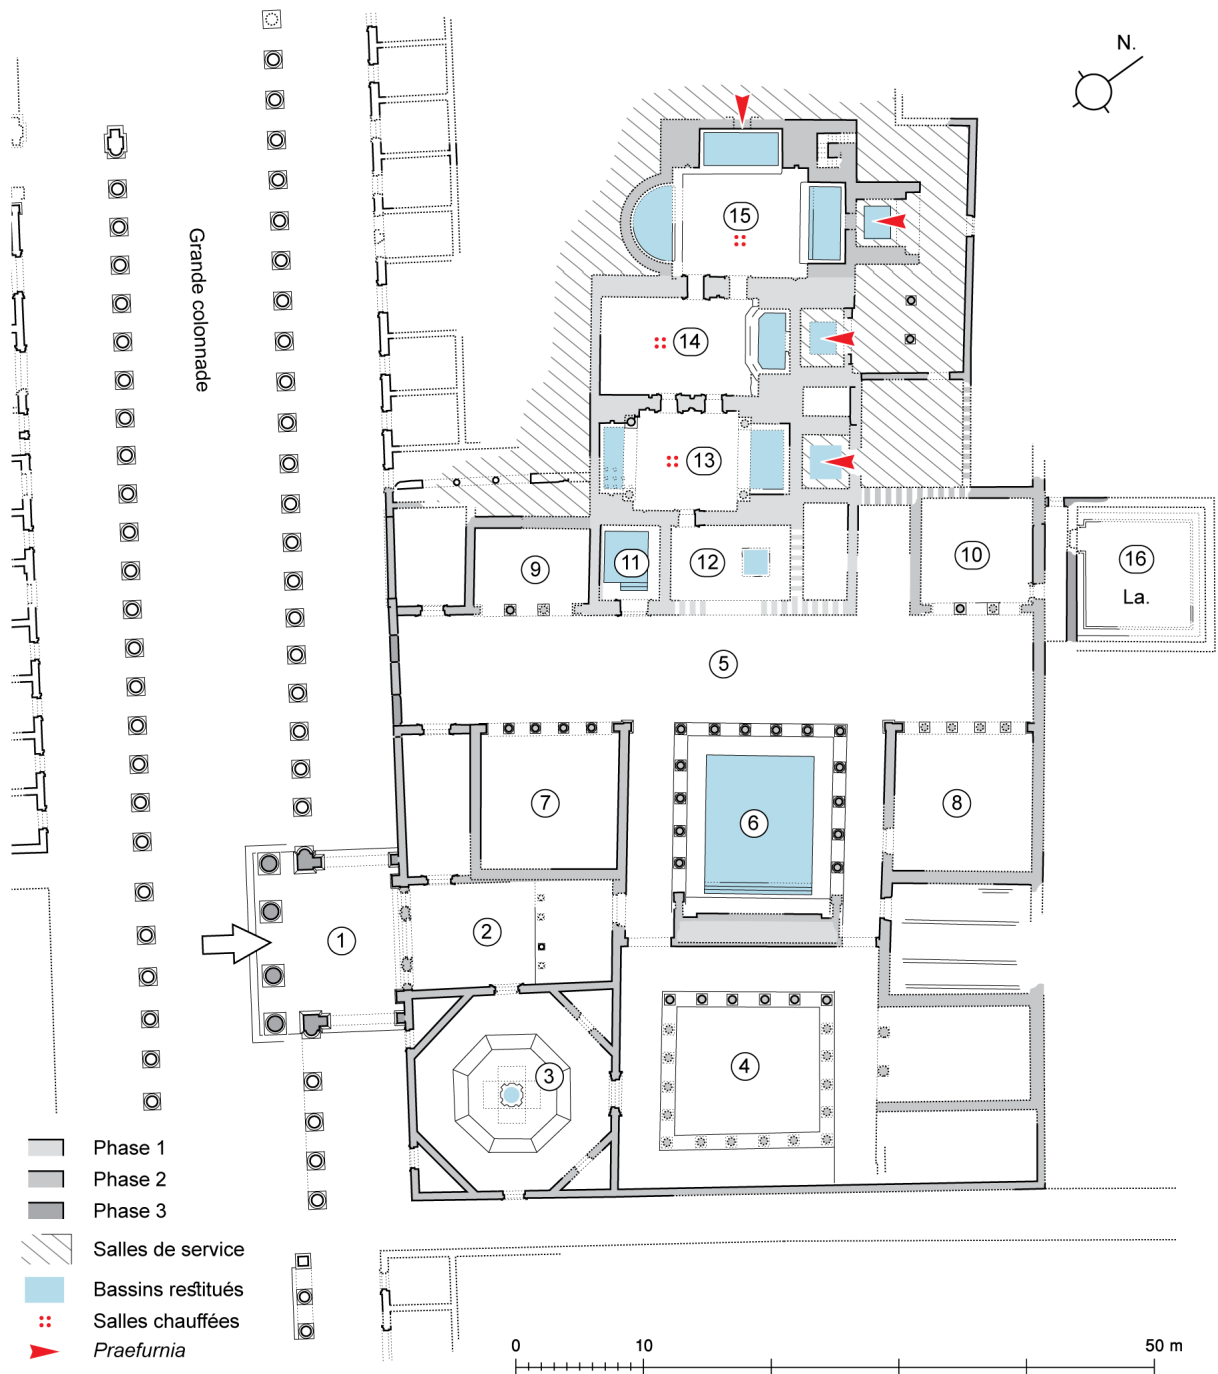 N.
Grande colonnade
15
14
13
9
11
12
10
16
La.
5
7
6
8
1
2
3
4
Phase 1
Phase 2
Phase 3
Salles de service
Bassins restitués
Salles chauffées
Praefurnia
0 10 50 m